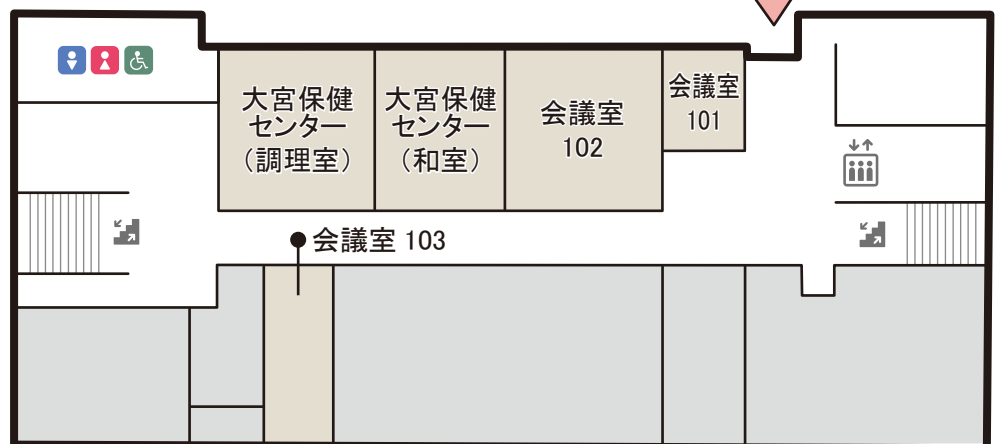 大宮保健
センター
（調理室）
大宮保健
センター
（和室）
会議室
102
会議室
101
会議室 103